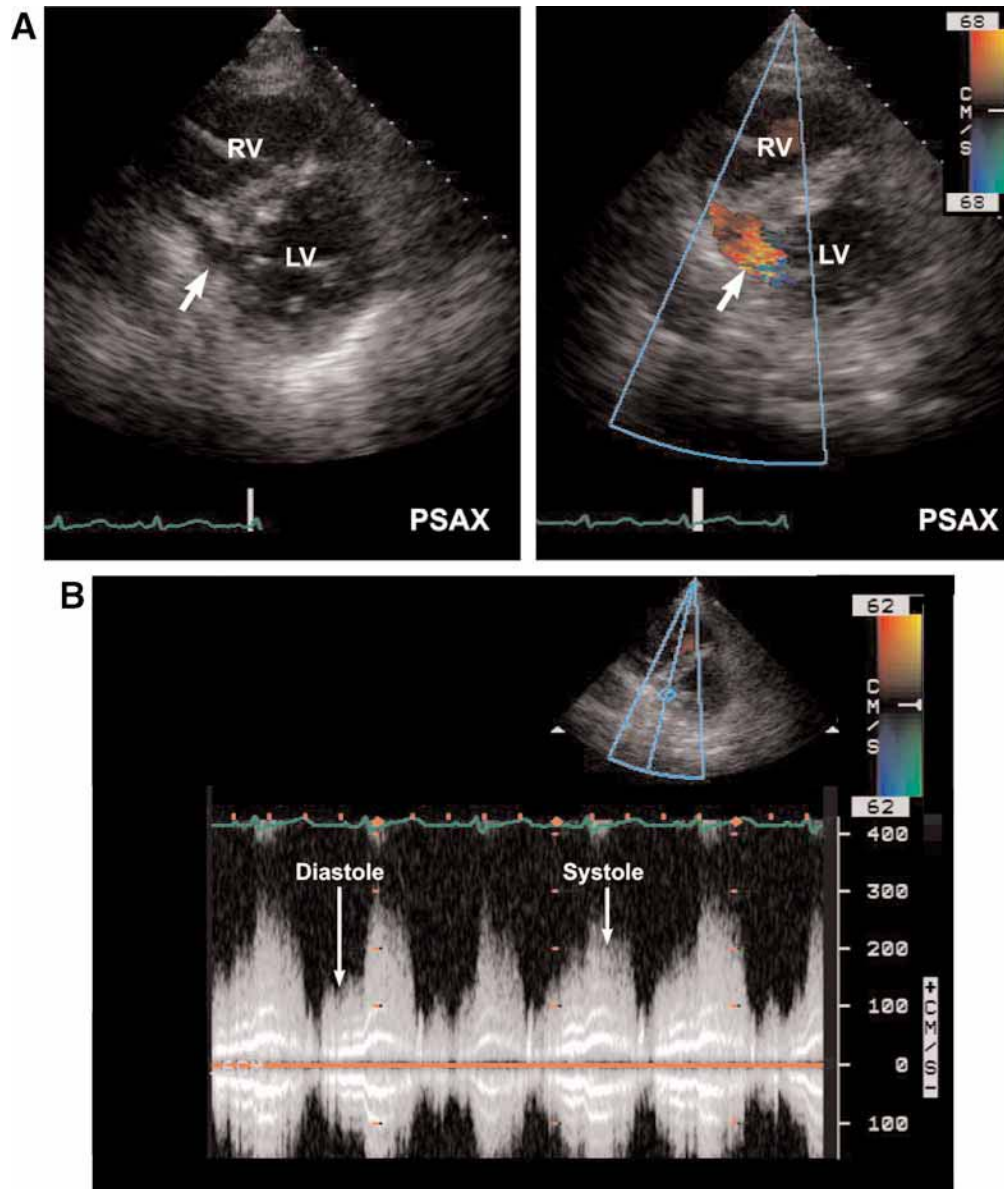 A
RV
LV
PSAX
68
CM/S
68
RV
LV
PSAX
B
62
CM/S
62
Diastole
Systole
400
300
200
100
0
100
+CM/S-